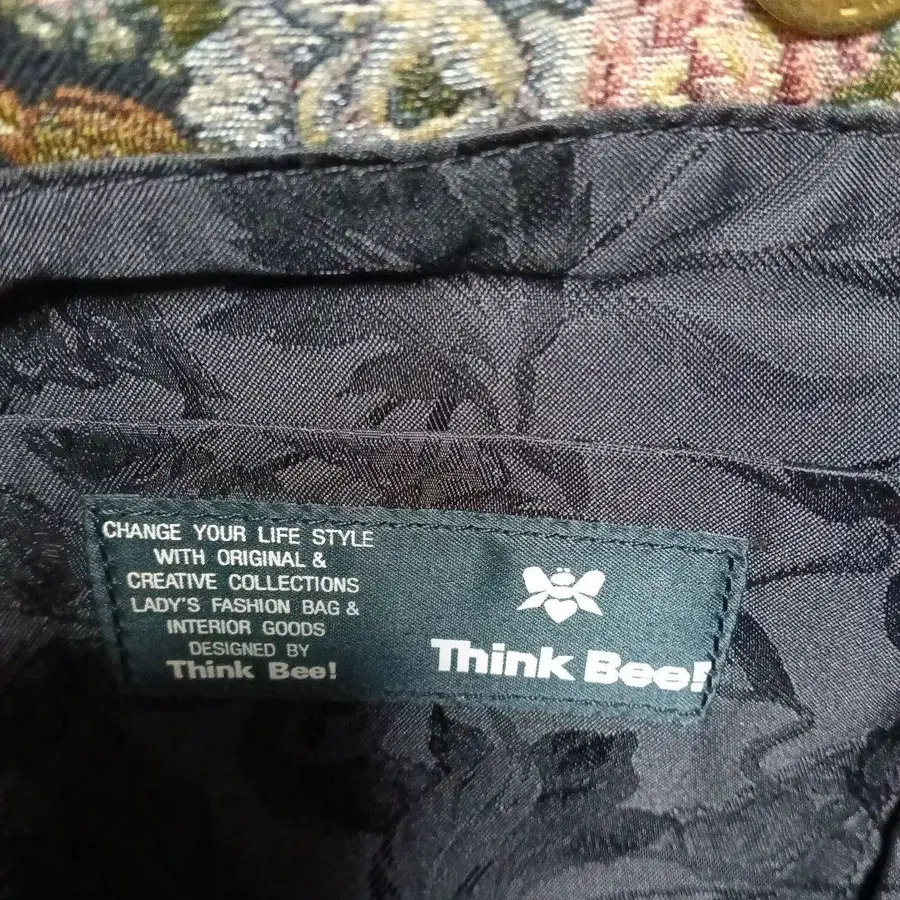 CHANGE YOUR LIFE STYLE
WITH ORIGINAL &
CREATIVE COLLECTIONS
LADY'S FASHION BAG &
INTERIOR GOODS
DESIGNED BY
Think Bee!
Think Bee!